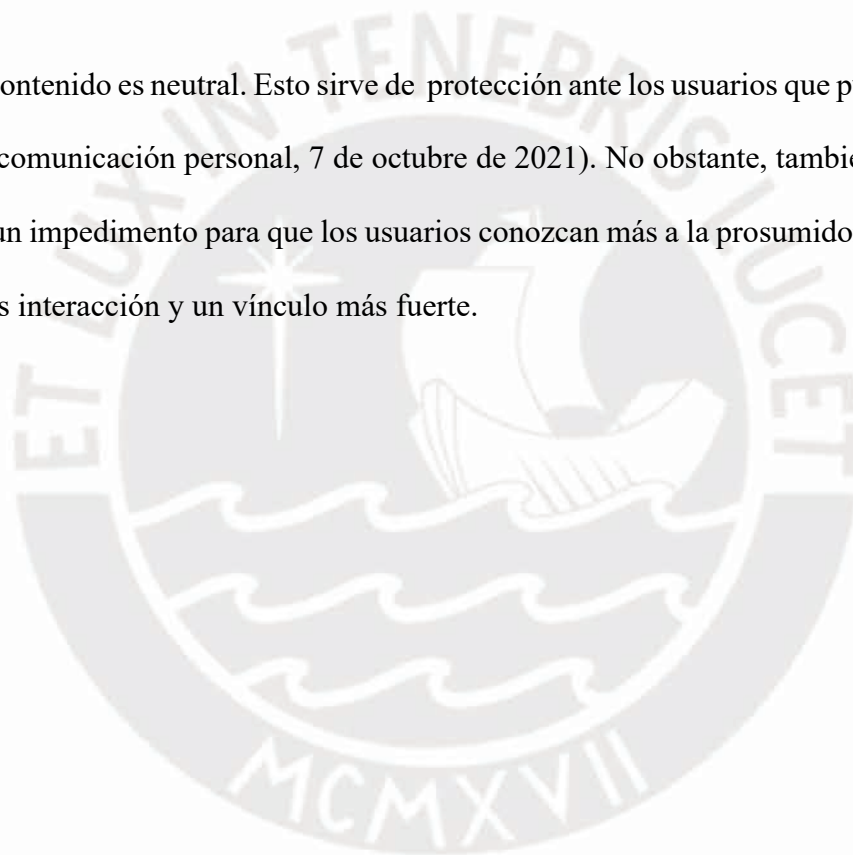 ontenido es neutral. Esto sirve de protección ante los usuarios que p
comunicación personal, 7 de octubre de 2021). No obstante, tambié
un impedimento para que los usuarios conozcan más a la prosumido
s interacción y un vínculo más fuerte.
ET LUX IN TENEBRIS LUCET
MCMXVII